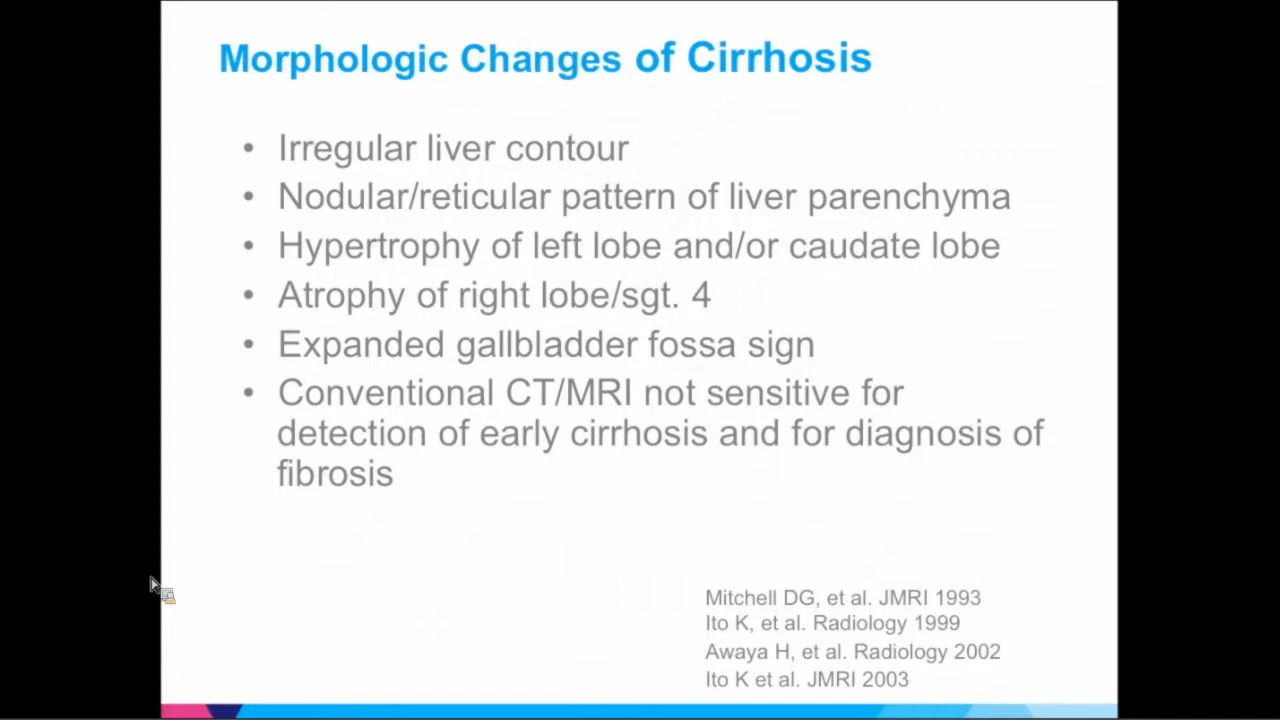 Morphologic Changes of Cirrhosis
• Irregular liver contour
• Nodular/reticular pattern of liver parenchyma
• Hypertrophy of left lobe and/or caudate lobe
• Atrophy of right lobe/sgt. 4
• Expanded gallbladder fossa sign
• Conventional CT/MRI not sensitive for
detection of early cirrhosis and for diagnosis of
fibrosis
Mitchell DG, et al. JMRI 1993
Ito K, et al. Radiology 1999
Awaya H, et al. Radiology 2002
Ito K et al. JMRI 2003